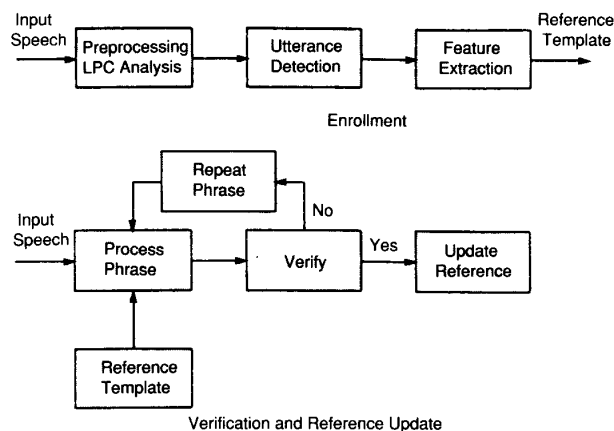 Input
Speech
Preprocessing
LPC Analysis
Utterance
Detection
Feature
Extraction
Reference
Template
Enrollment
Repeat
Phrase
No
Input
Speech
Process
Phrase
Verify
Yes
Update
Reference
Reference
Template
Verification and Reference Update